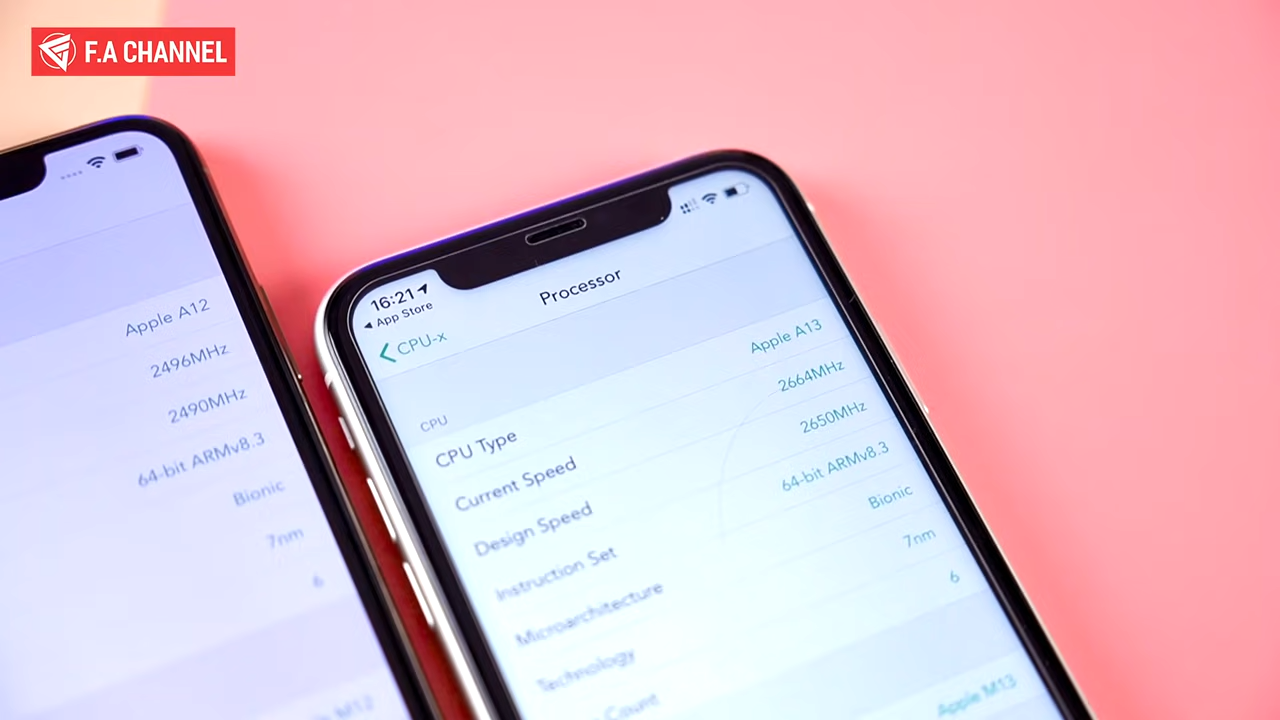 F.A CHANNEL
Apple A12
2496MHz
2490MHz
64-bit ARMv8.3
Bionic
7nm
6
M12
16:21
App Store
CPU-x
Processor
CPU
CPU Type Apple A13
Current Speed 2664MHz
Design Speed 2650MHz
Instruction Set 64-bit ARMv8.3
Microarchitecture Bionic
Technology 7nm
Count 6
Apple M13